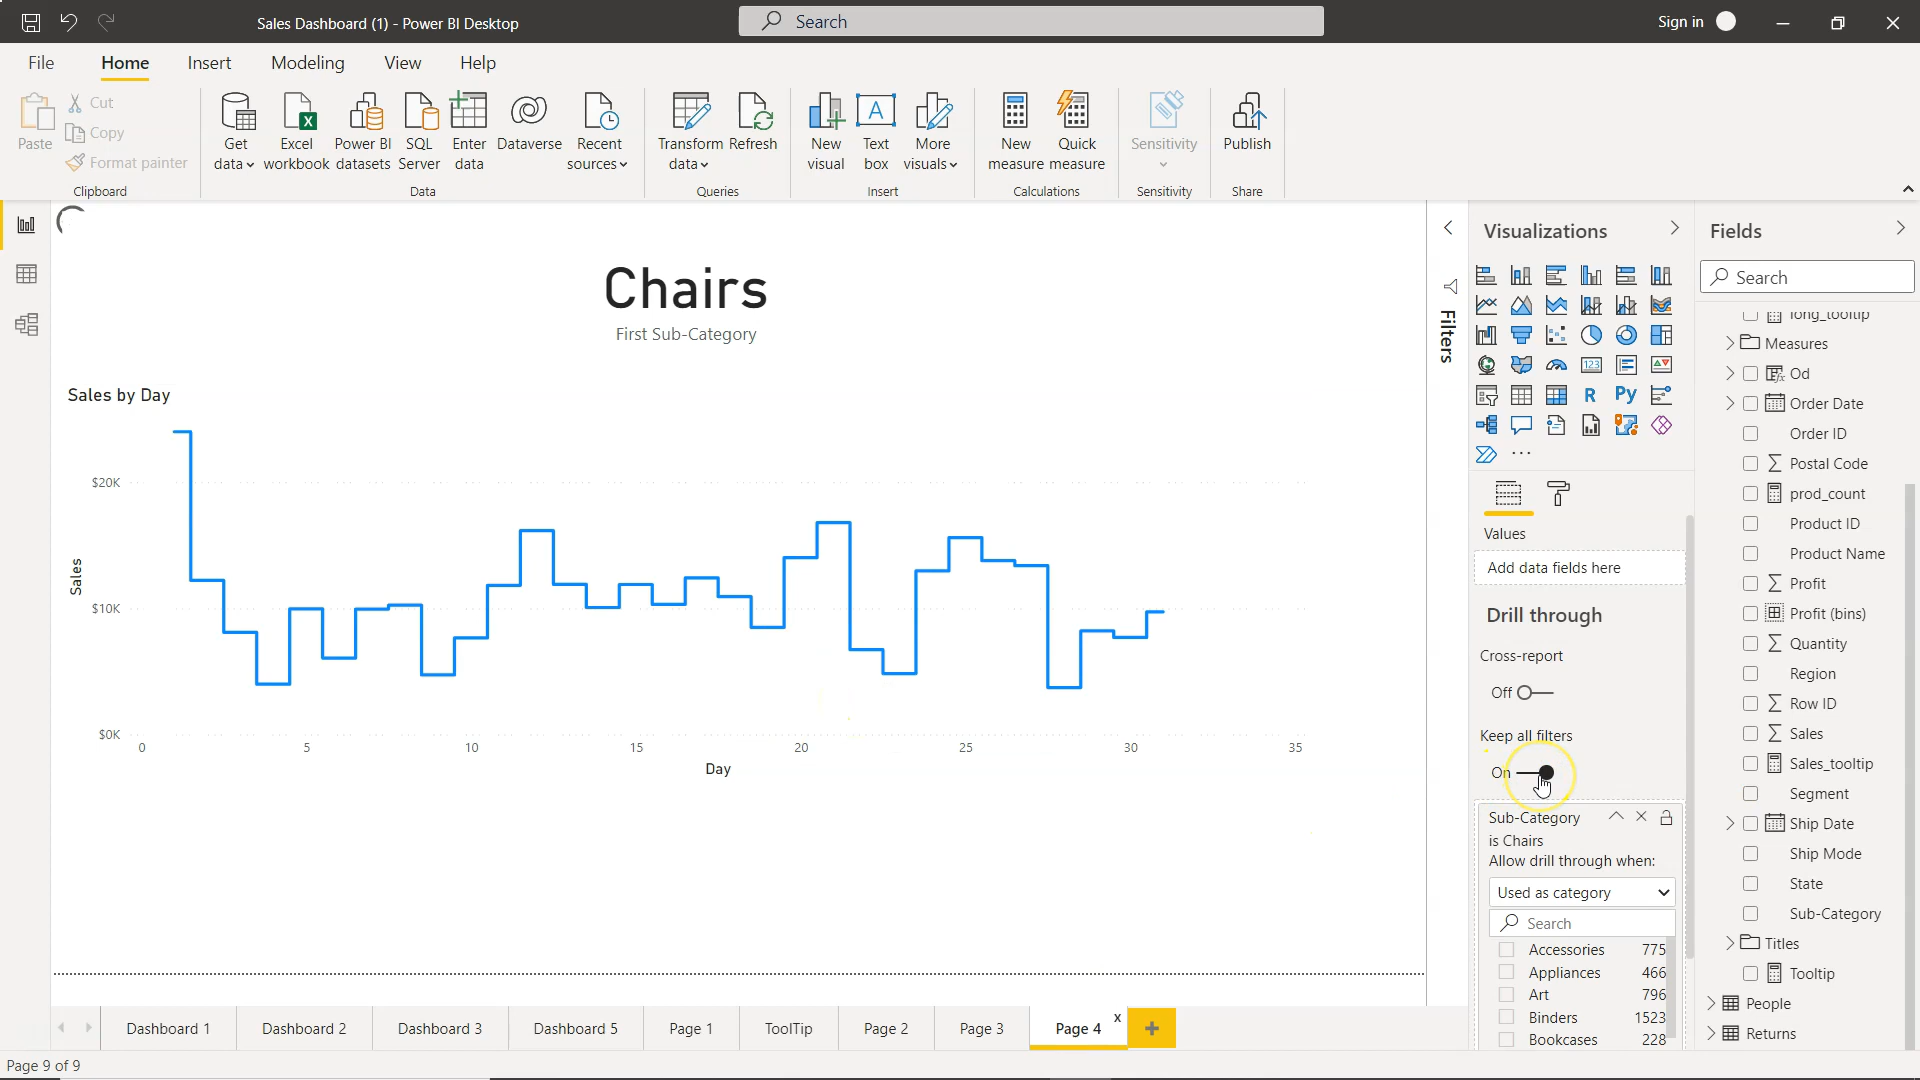 Sales Dashboard (1) - Power BI Desktop
Search
Sign in
File
Home
Insert
Modeling
View
Help
Paste
Cut
Copy
Format painter
Clipboard
Get data
Excel workbook
Power BI datasets
SQL Server
Enter data
Dataverse
Recent sources
Data
Transform data
Refresh
Queries
New visual
A
Text box
More visuals
Insert
New measure
Quick measure
Calculations
Sensitivity
Sensitivity
Publish
Share
Chairs
First Sub-Category
Sales by Day
$20K
$10K
$0K
Sales
0
5
10
15
20
25
30
35
Day
Filters
Visualizations
123
R
Py
...
Values
Add data fields here
Drill through
Cross-report
Off
Keep all filters
On
Sub-Category
is Chairs
Allow drill through when:
Used as category
Search
Accessories 775
Appliances 466
Art 796
Binders 1523
Bookcases 228
Fields
Search
long_tooltip
Measures
Od
Order Date
Order ID
Postal Code
prod_count
Product ID
Product Name
Profit
Profit (bins)
Quantity
Region
Row ID
Sales
Sales_tooltip
Segment
Ship Date
Ship Mode
State
Sub-Category
Titles
Tooltip
People
Returns
Dashboard 1
Dashboard 2
Dashboard 3
Dashboard 5
Page 1
ToolTip
Page 2
Page 3
Page 4
x
+
Page 9 of 9